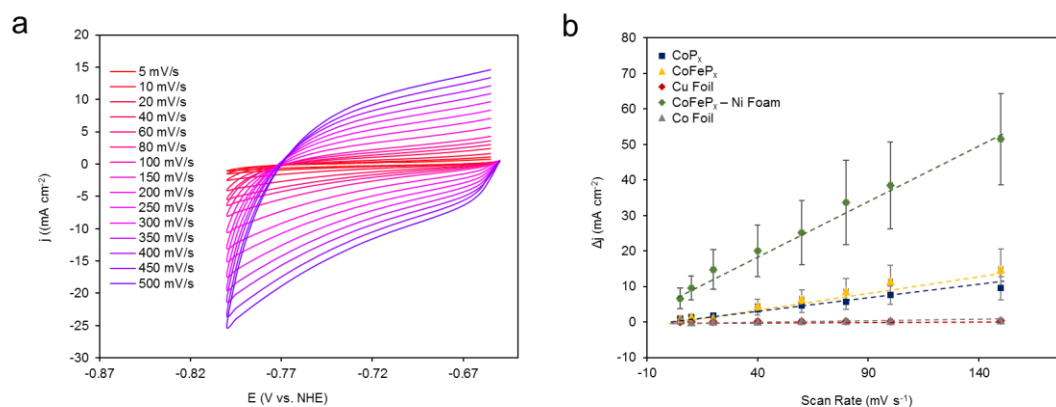 a
25
20
15
10
5
0
-5
-10
-15
-20
-25
-30
j ((mA cm⁻²)
5 mV/s
10 mV/s
20 mV/s
40 mV/s
60 mV/s
80 mV/s
100 mV/s
150 mV/s
200 mV/s
250 mV/s
300 mV/s
350 mV/s
400 mV/s
450 mV/s
500 mV/s
-0.87 -0.82 -0.77 -0.72 -0.67
E (V vs. NHE)
b
80
70
60
50
40
30
20
10
0
-10
Δj (mA cm⁻²)
CoPₓ
CoFePₓ
Cu Foil
CoFePₓ – Ni Foam
Co Foil
-10 40 90 140
Scan Rate (mV s⁻¹)